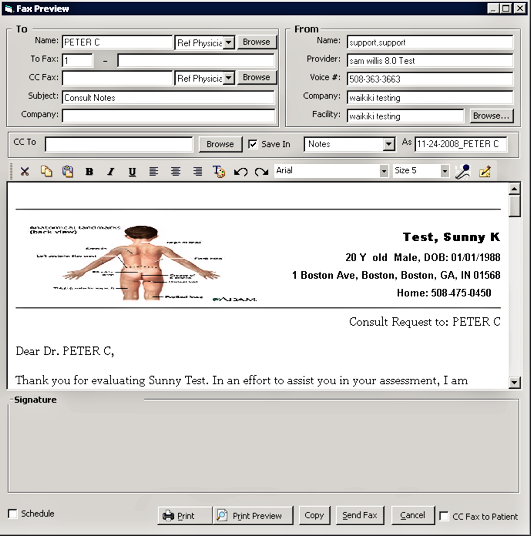 Fax Preview
To
Name: PETER C Ref Physicia Browse
To Fax: 1 -
CC Fax: Ref Physicia Browse
Subject: Consult Notes
Company:
From
Name: support,support
Provider: sam willis 8.0 Test
Voice #: 508-363-3663
Company: waikiki testing
Facility: waikiki testing Browse...
CC To Browse Save In Notes As 11-24-2008_PETER C
B I U Arial Size 5
Anatomical landmarks
(back view)
Test, Sunny K
20 Y old Male, DOB: 01/01/1988
1 Boston Ave, Boston, Boston, GA, IN 01568
Home: 508-475-0450
Consult Request to: PETER C
Dear Dr. PETER C,
Thank you for evaluating Sunny Test. In an effort to assist you in your assessment, I am
Signature
Schedule Print Print Preview Copy Send Fax Cancel CC Fax to Patient